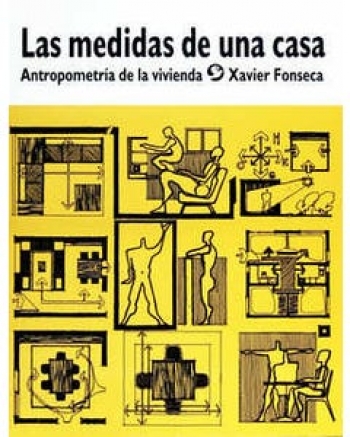 Las medidas de una casa
Antropometría de la vivienda Xavier Fonseca